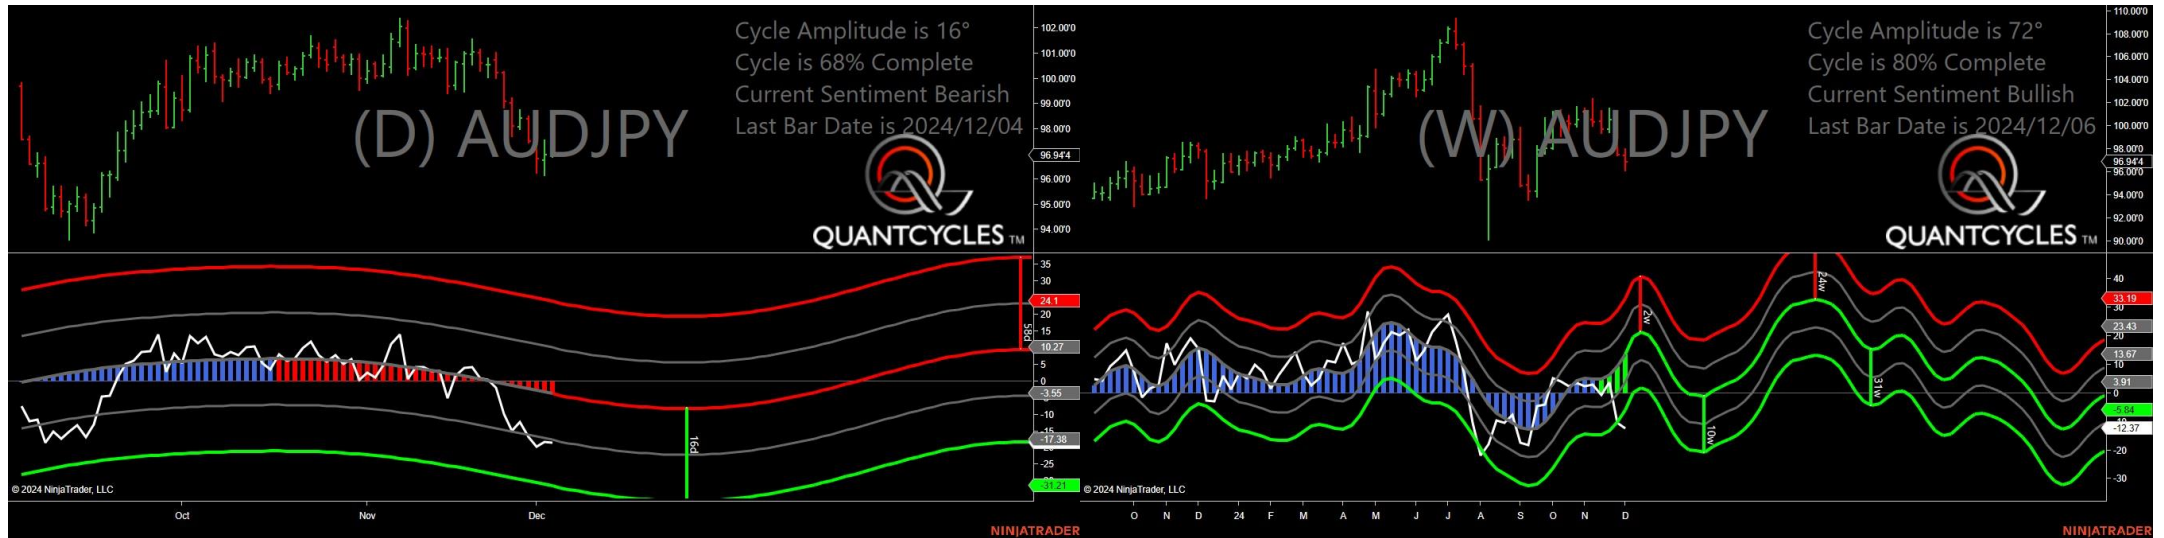 Cycle Amplitude is 16°
Cycle is 68% Complete
Current Sentiment Bearish
Last Bar Date is 2024/12/04
(D) AUDJPY
QUANTCYCLES TM
102.00'0
101.00'0
100.00'0
99.00'0
98.00'0
96.94'4
96.00'0
95.00'0
94.00'0
35
30
24.1
20
15
10.27
5
0
-3.55
-10
-17.38
-25
-31.21
58d
16d
© 2024 NinjaTrader, LLC
Oct Nov Dec
NINJATRADER
Cycle Amplitude is 72°
Cycle is 80% Complete
Current Sentiment Bullish
Last Bar Date is 2024/12/06
(W) AUDJPY
QUANTCYCLES TM
110.00'0
108.00'0
106.00'0
104.00'0
102.00'0
100.00'0
98.00'0
96.94'4
96.00'0
94.00'0
92.00'0
90.00'0
40
33.19
30
23.43
20
13.67
3.91
0
-5.84
-12.37
-20
-30
2w
10w
24w
31w
© 2024 NinjaTrader, LLC
O N D 24 F M A M J J A S O N D
NINJATRADER